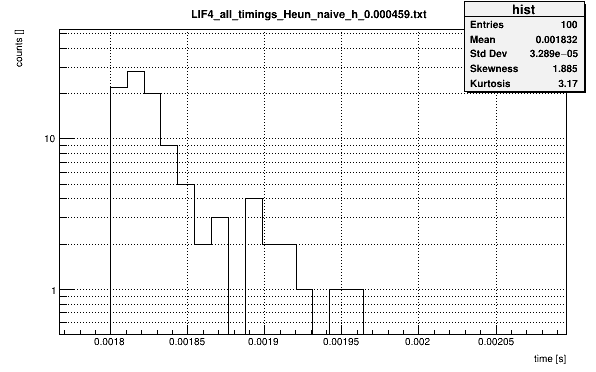 LIF4_all_timings_Heun_naive_h_0.000459.txt
hist
Entries 100
Mean 0.001832
Std Dev 3.289e−05
Skewness 1.885
Kurtosis 3.17
counts []
10
1
0.0018 0.00185 0.0019 0.00195 0.002 0.00205
time [s]